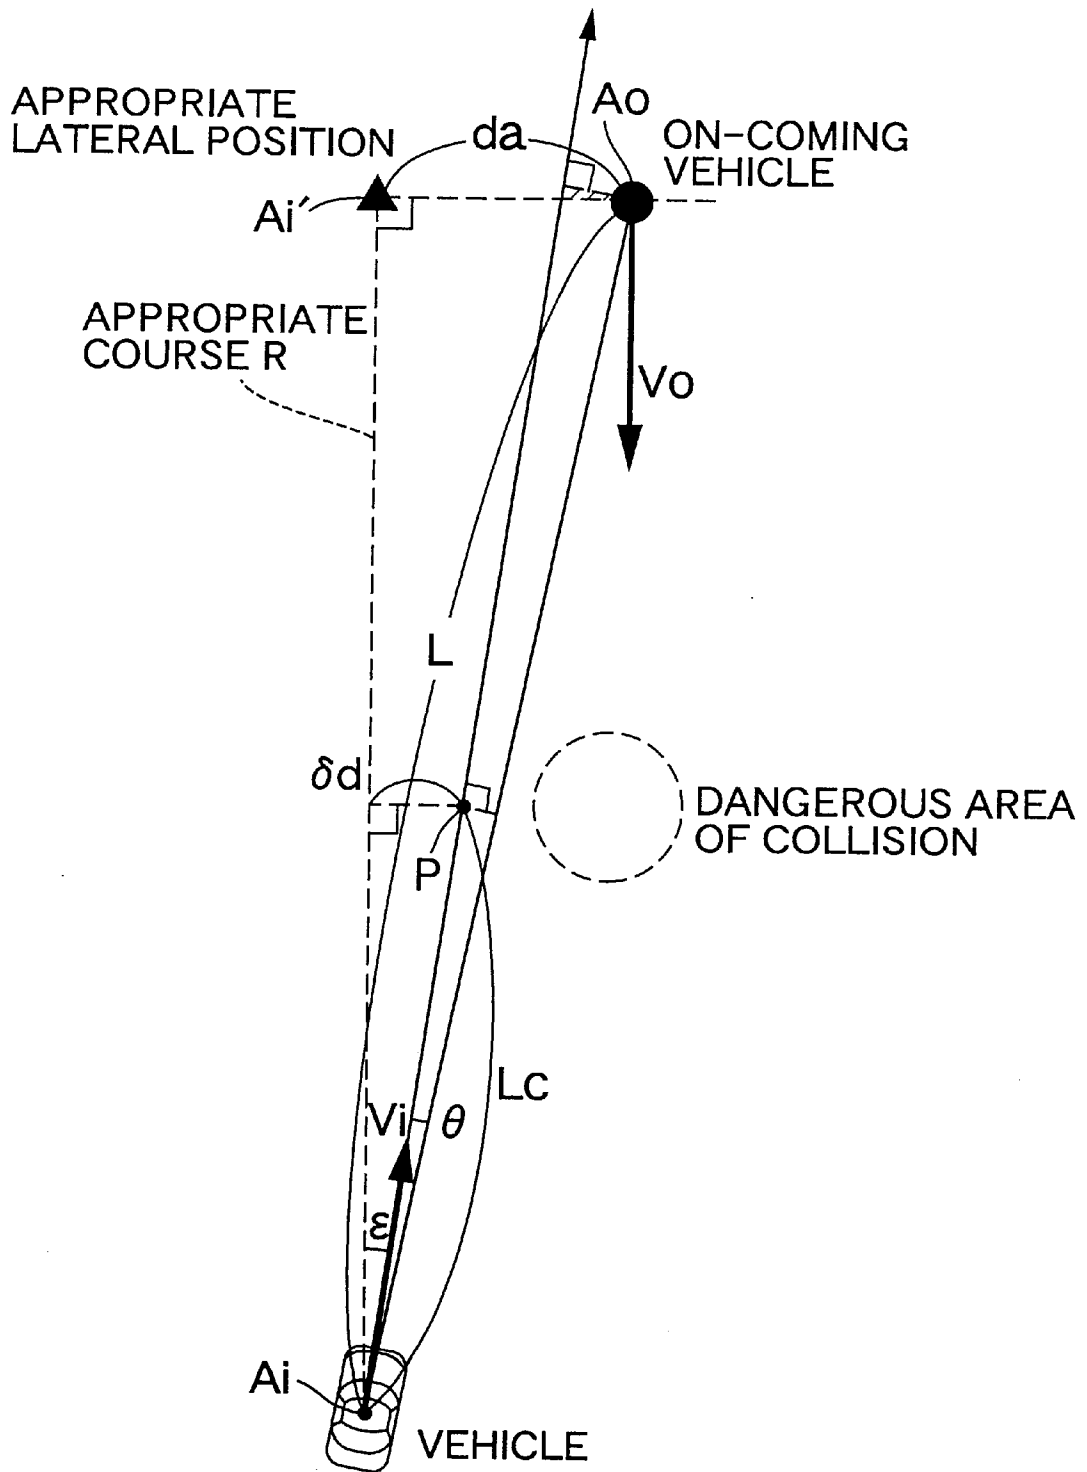 APPROPRIATE
LATERAL POSITION
Ao
da
ON-COMING
VEHICLE
Ai′
APPROPRIATE
COURSE R
Vo
L
δd
DANGEROUS AREA
OF COLLISION
P
Lc
Vi
θ
ε
Ai
VEHICLE